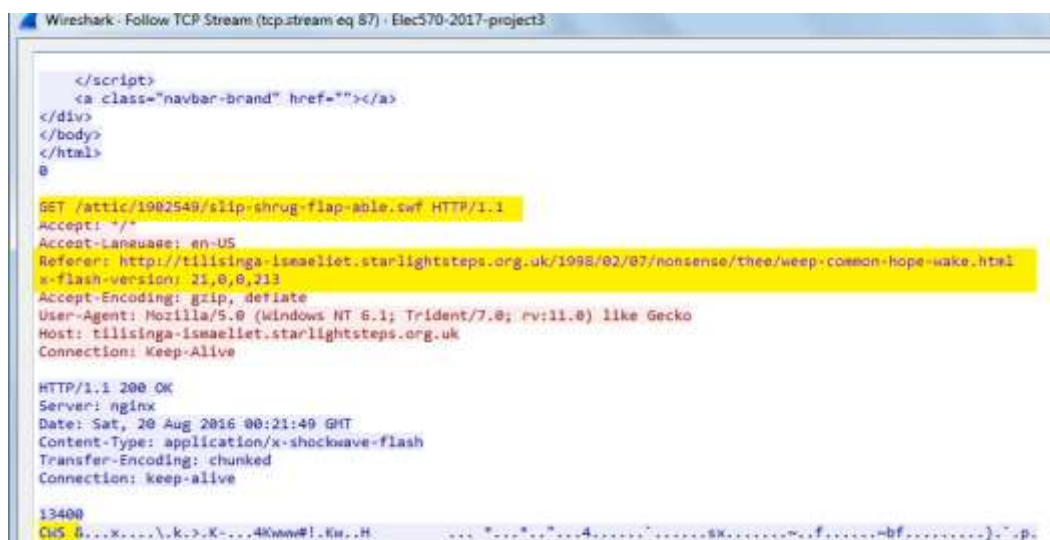 Wireshark · Follow TCP Stream (tcp.stream eq 87) · Elec570-2017-project3
</script>
<a class="navbar-brand" href=""></a>
</div>
</body>
</html>
0
GET /attic/1902549/slip-shrug-flap-able.swf HTTP/1.1
Accept: */*
Accept-Language: en-US
Referer: http://tilisinga-ismaeliet.starlightsteps.org.uk/1998/02/07/nonsense/thee/weep-common-hope-wake.html
x-flash-version: 21,0,0,213
Accept-Encoding: gzip, deflate
User-Agent: Mozilla/5.0 (Windows NT 6.1; Trident/7.0; rv:11.0) like Gecko
Host: tilisinga-ismaeliet.starlightsteps.org.uk
Connection: Keep-Alive
HTTP/1.1 200 OK
Server: nginx
Date: Sat, 20 Aug 2016 00:21:49 GMT
Content-Type: application/x-shockwave-flash
Transfer-Encoding: chunked
Connection: keep-alive
13400
CWS